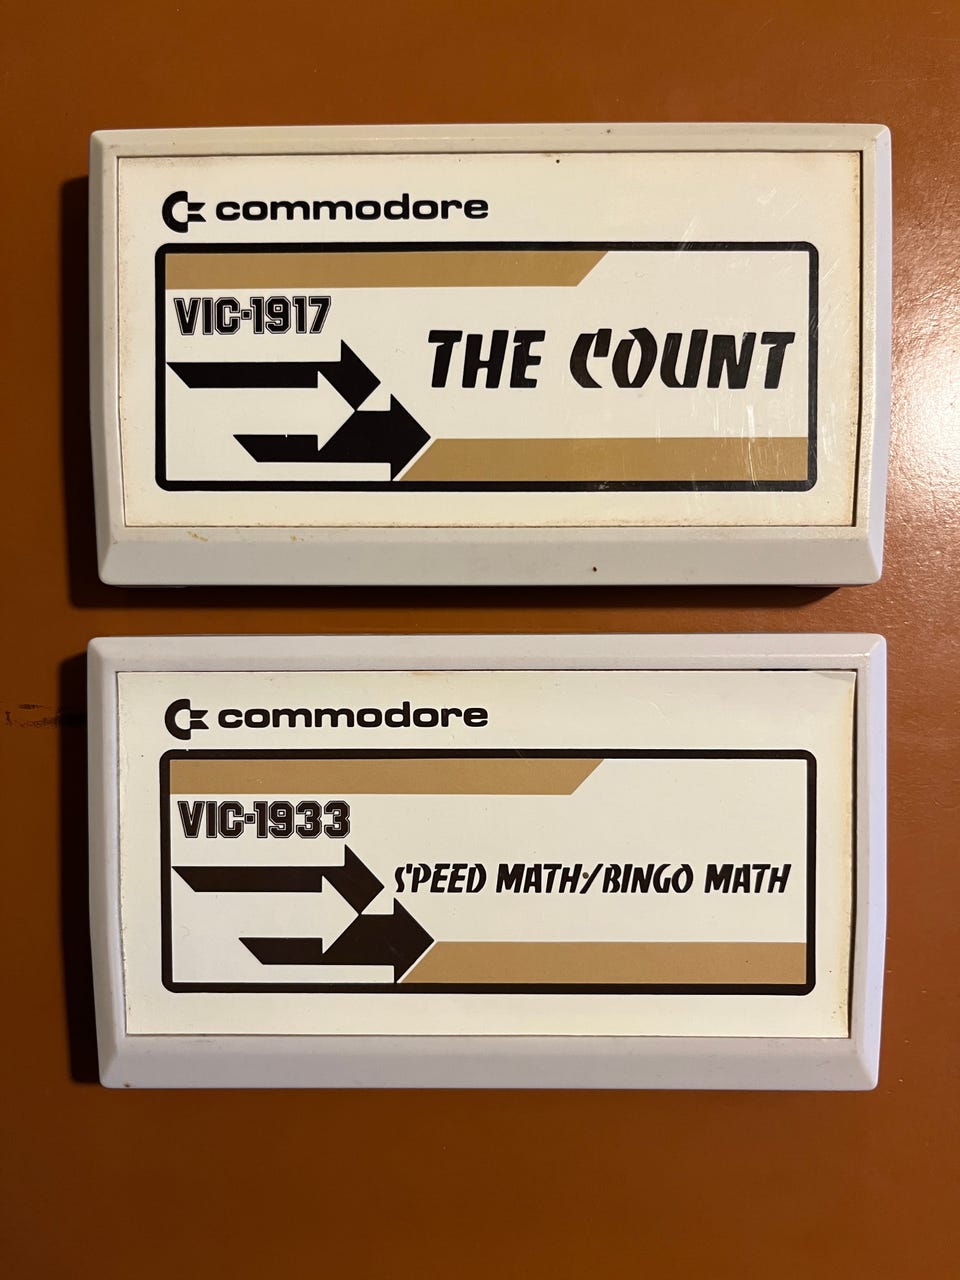 commodore
VIC-1917
THE COUNT
commodore
VIC-1933
SPEED MATH/BINGO MATH